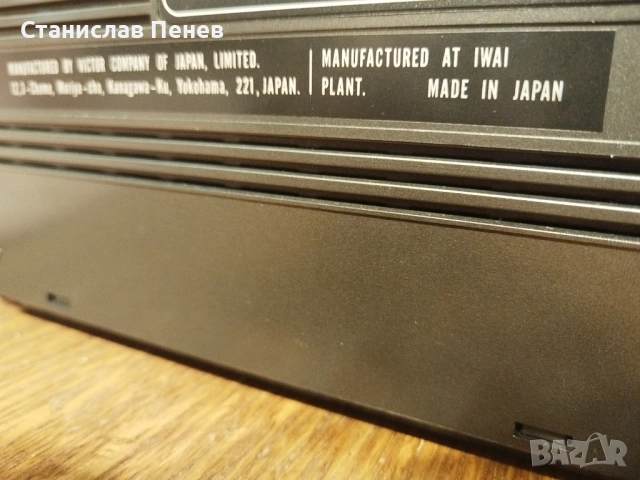 Станислав Пенев
MANUFACTURED BY VICTOR COMPANY OF JAPAN, LIMITED.
12,3-Chome, Moriya-cho, Kanagawa-Ku, Yokohama, 221, JAPAN.
MANUFACTURED AT IWAI
PLANT. MADE IN JAPAN
BAZAR